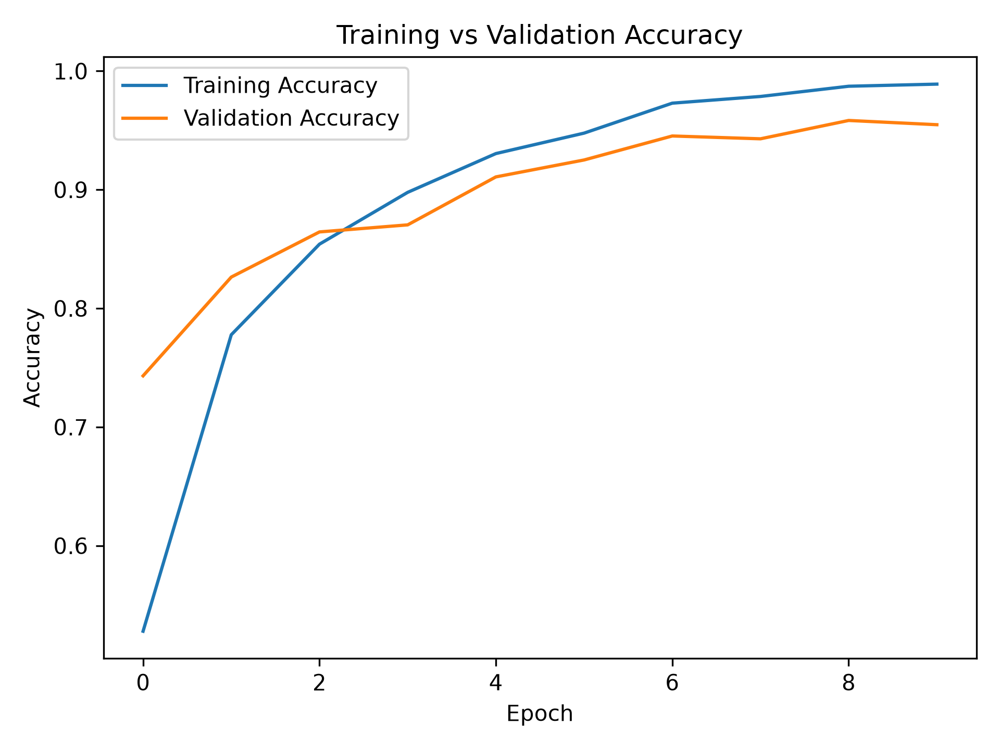 Training vs Validation Accuracy
Training Accuracy
Validation Accuracy
1.0
0.9
0.8
0.7
0.6
Accuracy
0 2 4 6 8
Epoch